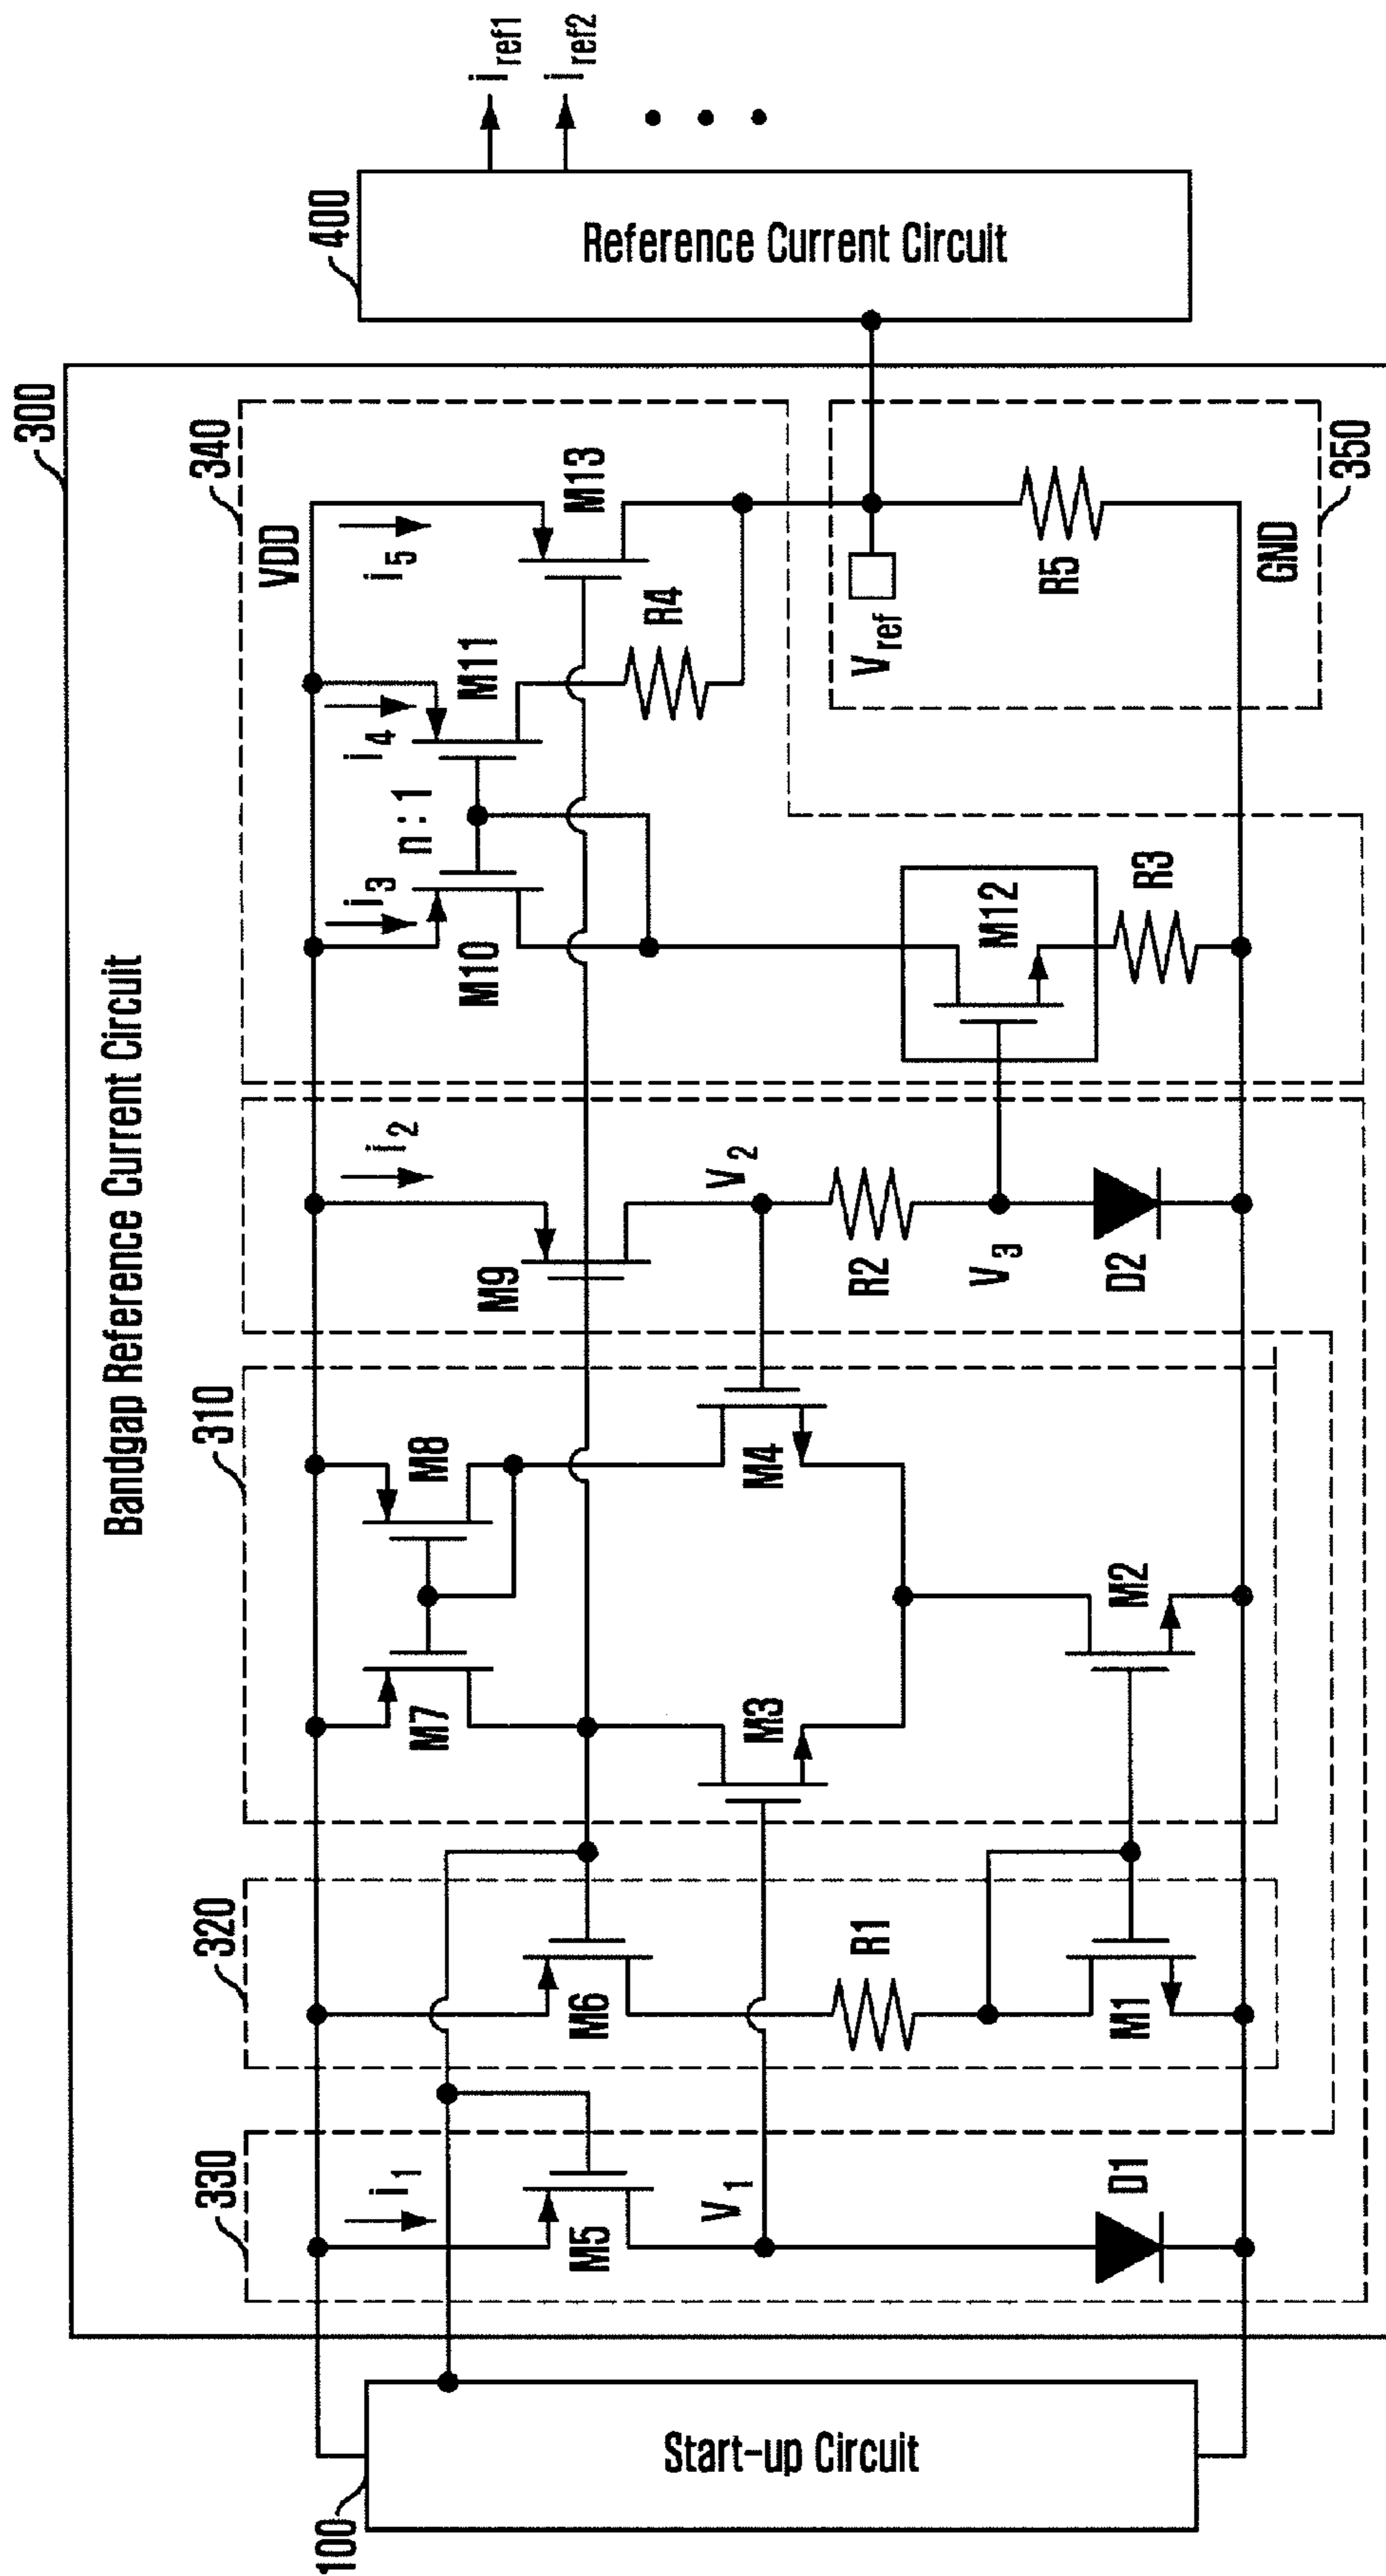 Bandgap Reference Current Circuit
300
100
Start-up Circuit
330
i1
M5
V1
D1
320
M6
R1
M1
310
M7
M8
M3
M4
M2
i2
M9
V2
R2
V3
D2
340
VDD
i3
n : 1
i4
i5
M10
M11
M13
R4
M12
R3
Vref
R5
GND
350
400
Reference Current Circuit
iref1
iref2